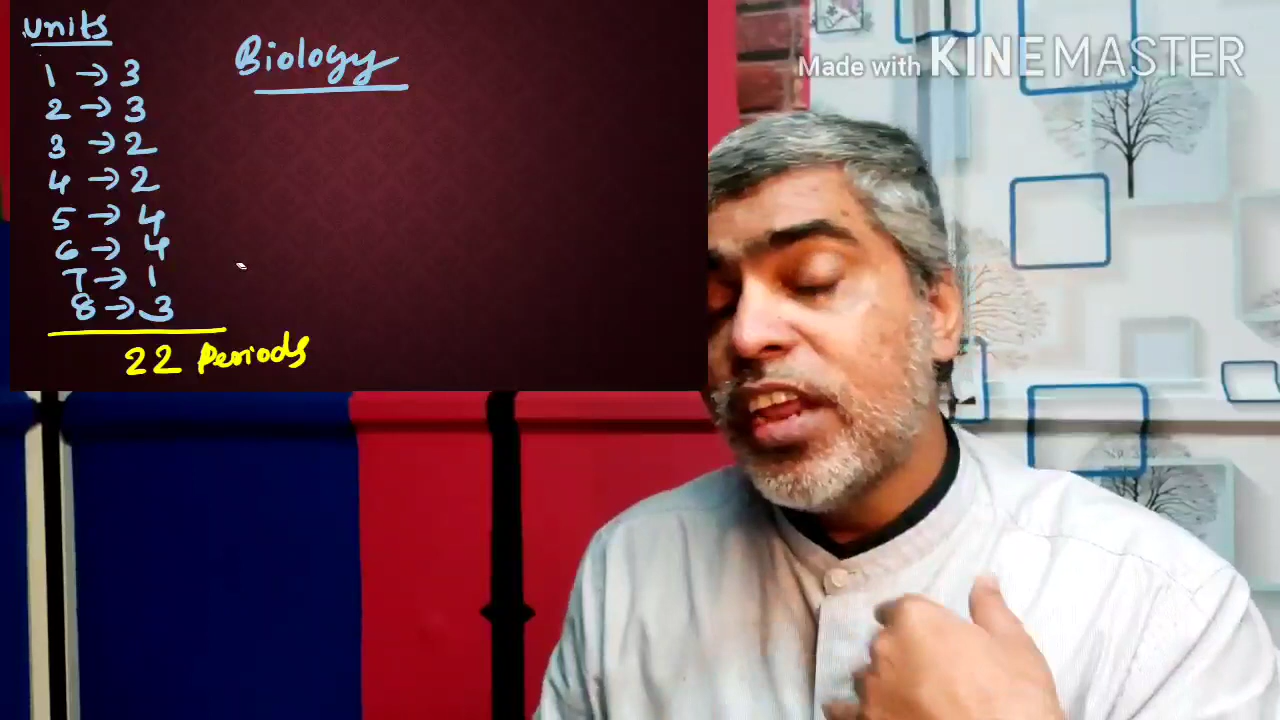 Units
Biology
1 → 3
2 → 3
3 → 2
4 → 2
5 → 4
6 → 4
7 → 1
8 → 3
22 Periods
Made with KINEMASTER